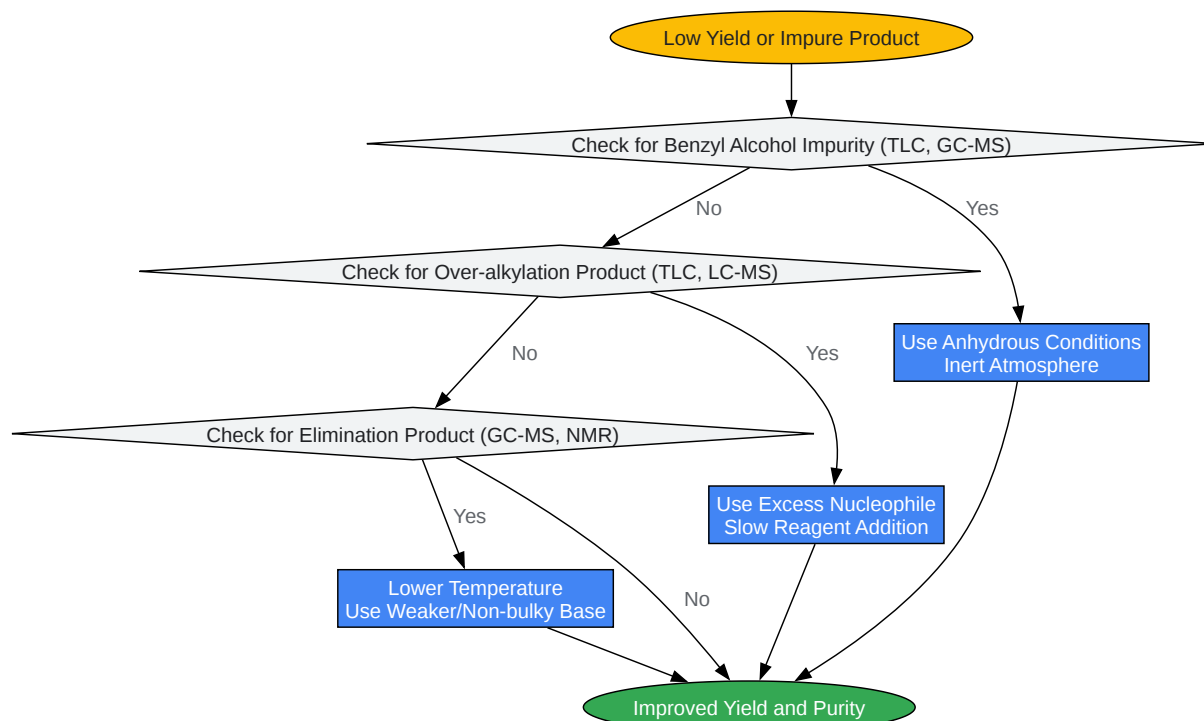 Low Yield or Impure Product
Check for Benzyl Alcohol Impurity (TLC, GC-MS)
No
Yes
Check for Over-alkylation Product (TLC, LC-MS)
Use Anhydrous Conditions
Inert Atmosphere
No
Yes
Check for Elimination Product (GC-MS, NMR)
Use Excess Nucleophile
Slow Reagent Addition
Yes
Lower Temperature
Use Weaker/Non-bulky Base
No
Improved Yield and Purity